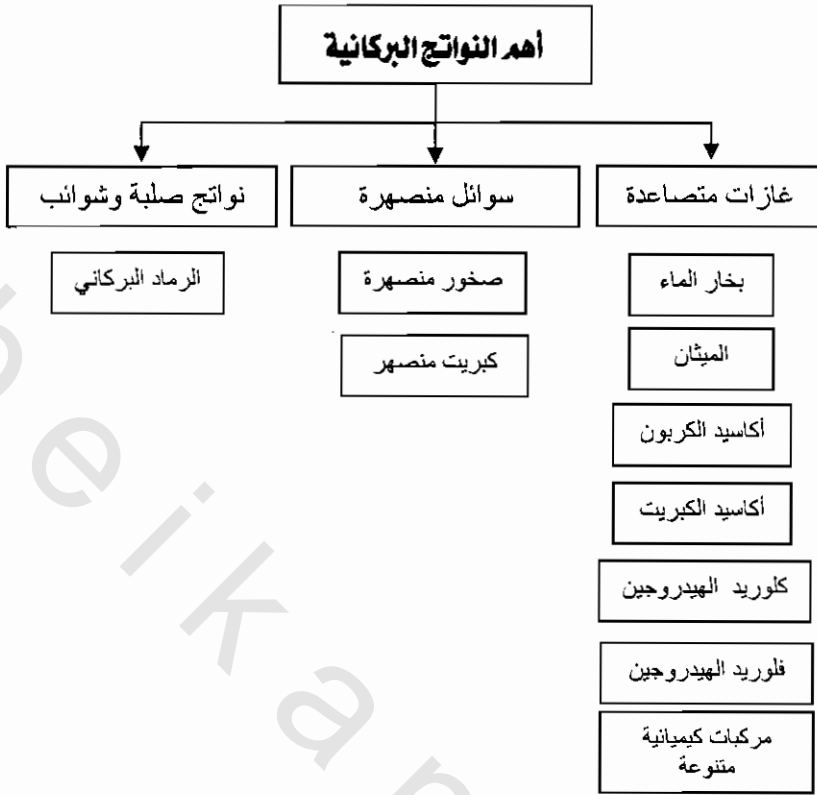 أهم النواتج البركانية
غازات متصاعدة
سوائل منصهرة
نواتج صلبة وشوائب
بخار الماء
الميثان
أكاسيد الكربون
أكاسيد الكبريت
كلوريد الهيدروجين
فلوريد الهيدروجين
مركبات كيميائية
متنوعة
صخور منصهرة
كبريت منصهر
الرماد البركاني
beikan